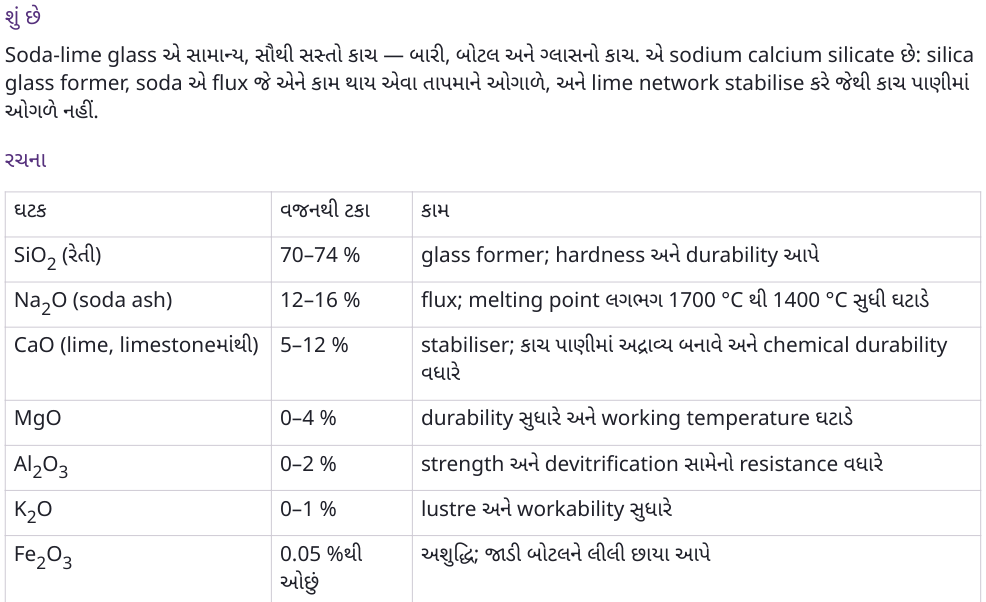 શું છે
Soda-lime glass એ સામાન્ય, સૌથી સસ્તો કાચ — બારી, બોટલ અને ગ્લાસનો કાચ. એ sodium calcium silicate છે: silica
glass former, soda એ flux જે એને કામ થાય એવા તાપમાને ઓગાળે, અને lime network stabilise કરે જેથી કાચ પાણીમાં
ઓગળે નહીં.
રચના
ઘટક વજનથી ટકા કામ
SiO₂ (રેતી) 70–74 % glass former; hardness અને durability આપે
Na₂O (soda ash) 12–16 % flux; melting point લગભગ 1700 °C થી 1400 °C સુધી ઘટાડે
CaO (lime, limestoneમાંથી) 5–12 % stabiliser; કાચ પાણીમાં અદ્રાવ્ય બનાવે અને chemical durability
વધારે
MgO 0–4 % durability સુધારે અને working temperature ઘટાડે
Al₂O₃ 0–2 % strength અને devitrification સામેનો resistance વધારે
K₂O 0–1 % lustre અને workability સુધારે
Fe₂O₃ 0.05 %થી અશુદ્ધિ; જાડી બોટલને લીલી છાયા આપે
ઓછું